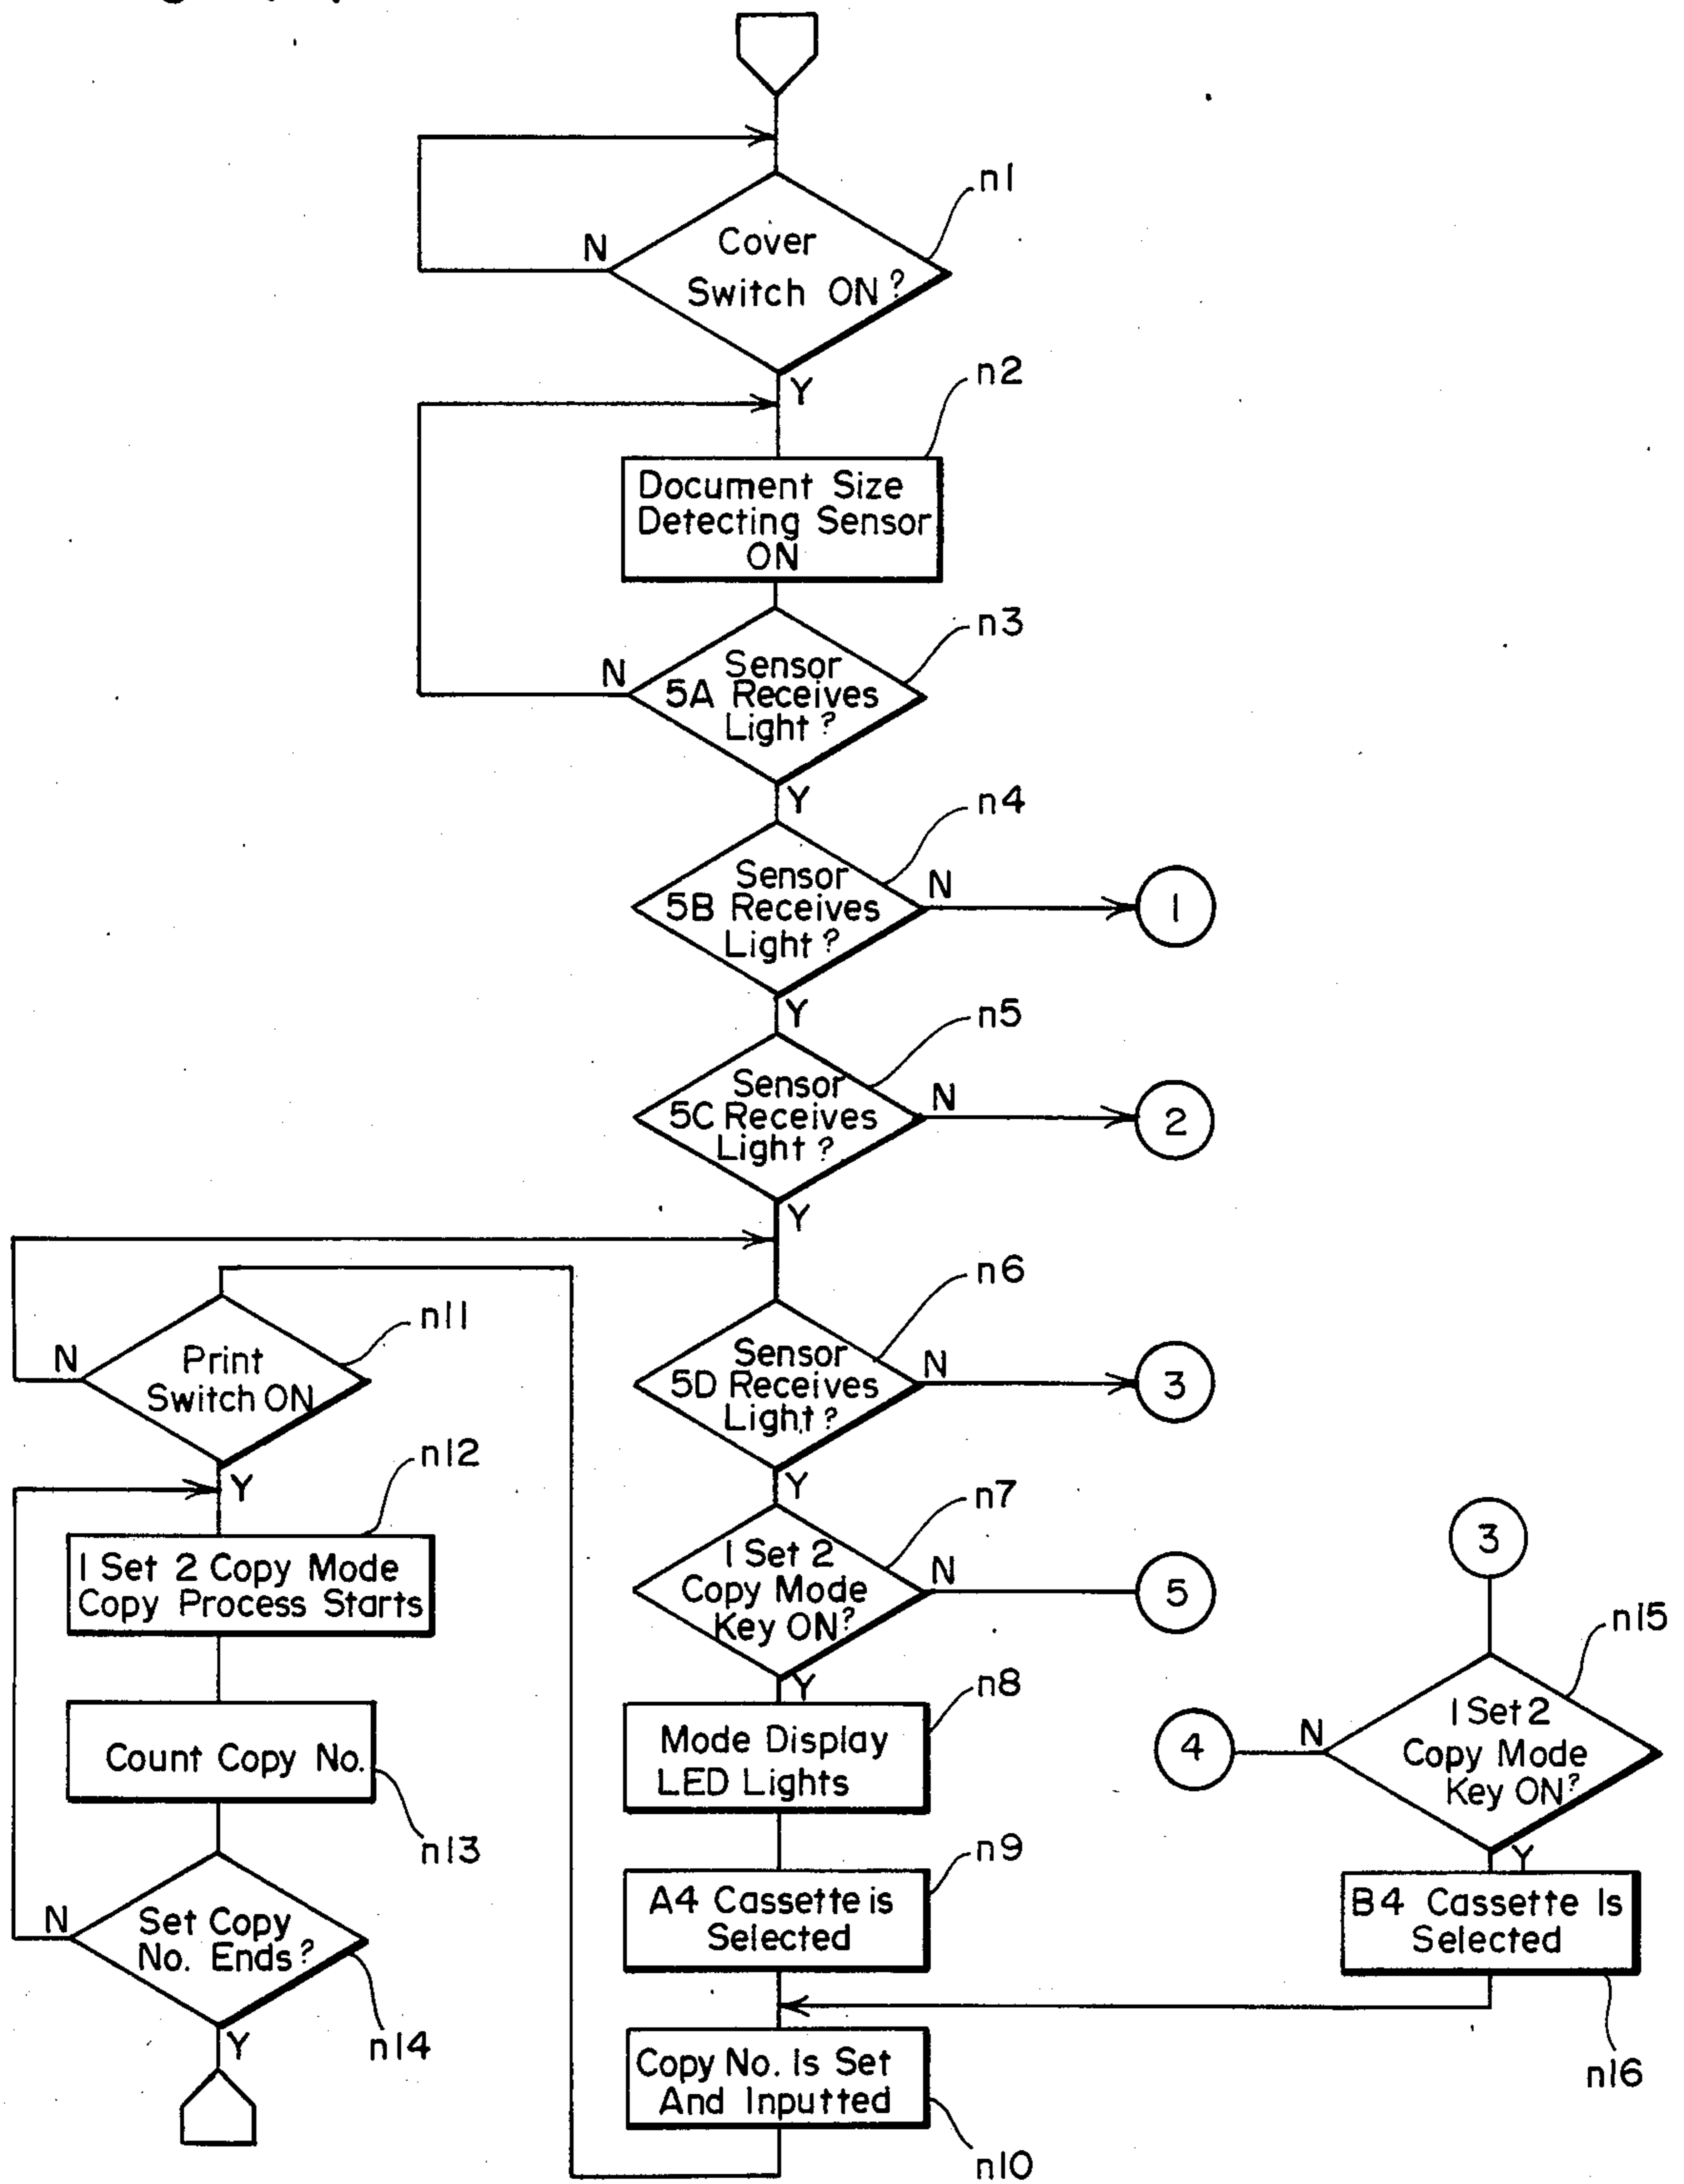 n1
Cover
Switch ON?
N
Y
n2
Document Size
Detecting Sensor
ON
n3
Sensor
5A Receives
Light?
N
Y
n4
Sensor
5B Receives
Light?
N
1
Y
n5
Sensor
5C Receives
Light?
N
2
Y
n6
Sensor
5D Receives
Light?
N
3
Y
n7
1 Set 2
Copy Mode
Key ON?
N
5
Y
n8
Mode Display
LED Lights
n9
A4 Cassette is
Selected
Copy No. Is Set
And Inputted
n10
n11
Print
Switch ON
N
Y
n12
1 Set 2 Copy Mode
Copy Process Starts
Count Copy No.
n13
Set Copy
No. Ends?
N
Y
n14
3
n15
1 Set 2
Copy Mode
Key ON?
N
4
Y
B4 Cassette Is
Selected
n16